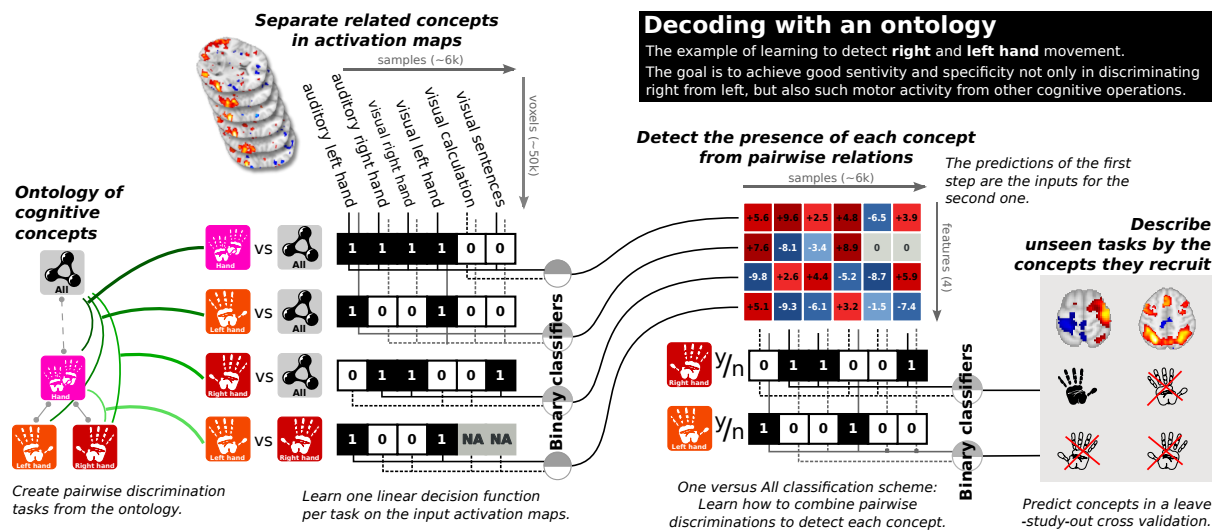 Separate related concepts
in activation maps
samples (~6k)
voxels (~50k)
auditory left hand
auditory right hand
visual right hand
visual left hand
visual calculation
visual sentences
Decoding with an ontology
The example of learning to detect right and left hand movement.
The goal is to achieve good sentivity and specificity not only in discriminating
right from left, but also such motor activity from other cognitive operations.
Ontology of
cognitive
concepts
All
Hand
Left hand
Right hand
Create pairwise discrimination
tasks from the ontology.
Hand vs All
1 1 1 1 0 0
Left hand vs All
1 0 0 1 0 0
Right hand vs All
0 1 1 0 0 1
Left hand vs Right hand
1 0 0 1 NA NA
Binary classifiers
Learn one linear decision function
per task on the input activation maps.
Detect the presence of each concept
from pairwise relations
samples (~6k)
features (4)
The predictions of the first
step are the inputs for the
second one.
+5.6 +9.6 +2.5 +4.8 -6.5 +3.9
+7.6 -8.1 -3.4 +8.9 0 0
-9.8 +2.6 +4.4 -5.2 -8.7 +5.9
+5.1 -9.3 -6.1 +3.2 -1.5 -7.4
Right hand y/n 0 1 1 0 0 1
Left hand y/n 1 0 0 1 0 0
Binary classifiers
One versus All classification scheme:
Learn how to combine pairwise
discriminations to detect each concept.
Describe
unseen tasks by the
concepts they recruit
Predict concepts in a leave
-study-out cross validation.